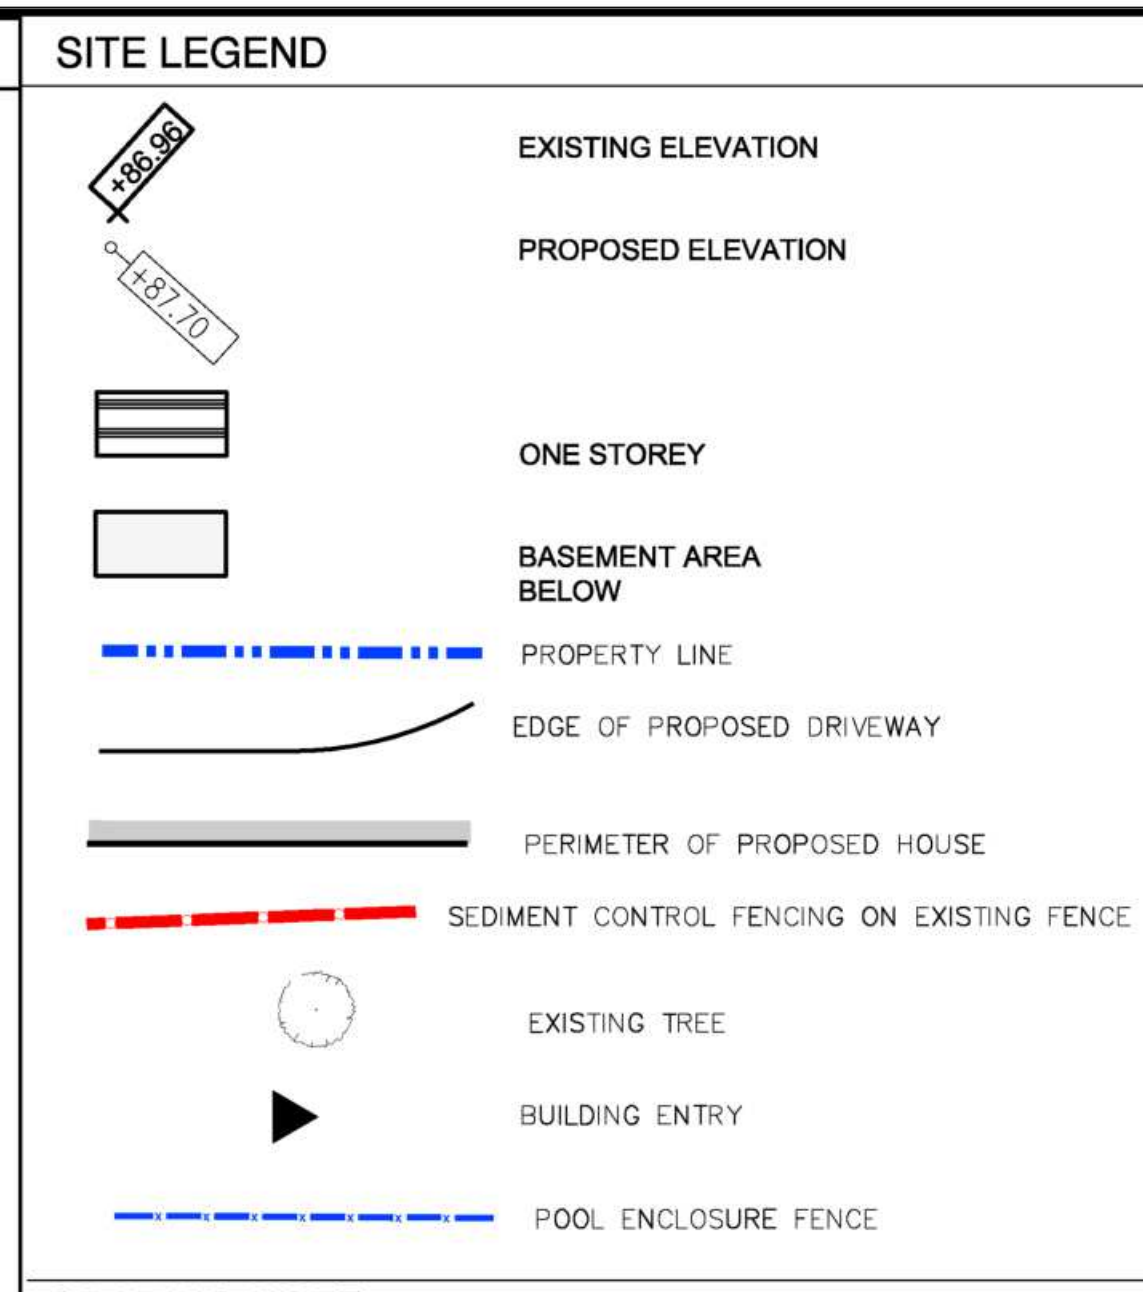 SITE LEGEND
+86.96
EXISTING ELEVATION
PROPOSED ELEVATION
+87.70
ONE STOREY
BASEMENT AREA
BELOW
PROPERTY LINE
EDGE OF PROPOSED DRIVEWAY
PERIMETER OF PROPOSED HOUSE
SEDIMENT CONTROL FENCING ON EXISTING FENCE
EXISTING TREE
BUILDING ENTRY
x x x x x x x
POOL ENCLOSURE FENCE